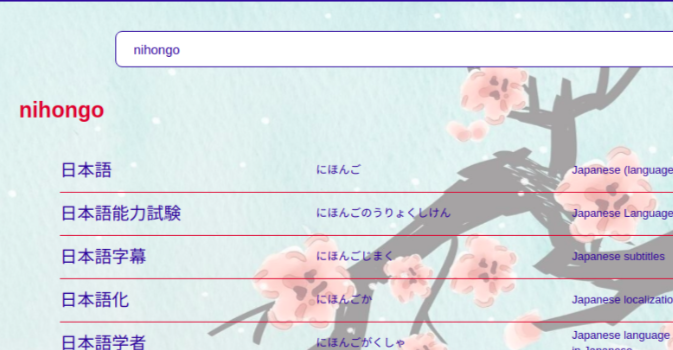 nihongo
nihongo
日本語 にほんご Japanese (language
日本語能力試験 にほんごのうりょくしけん Japanese Language
日本語字幕 にほんごじまく Japanese subtitles
日本語化 にほんごか Japanese localizatio
日本語学者 にほんごがくしゃ Japanese language
in Japanese